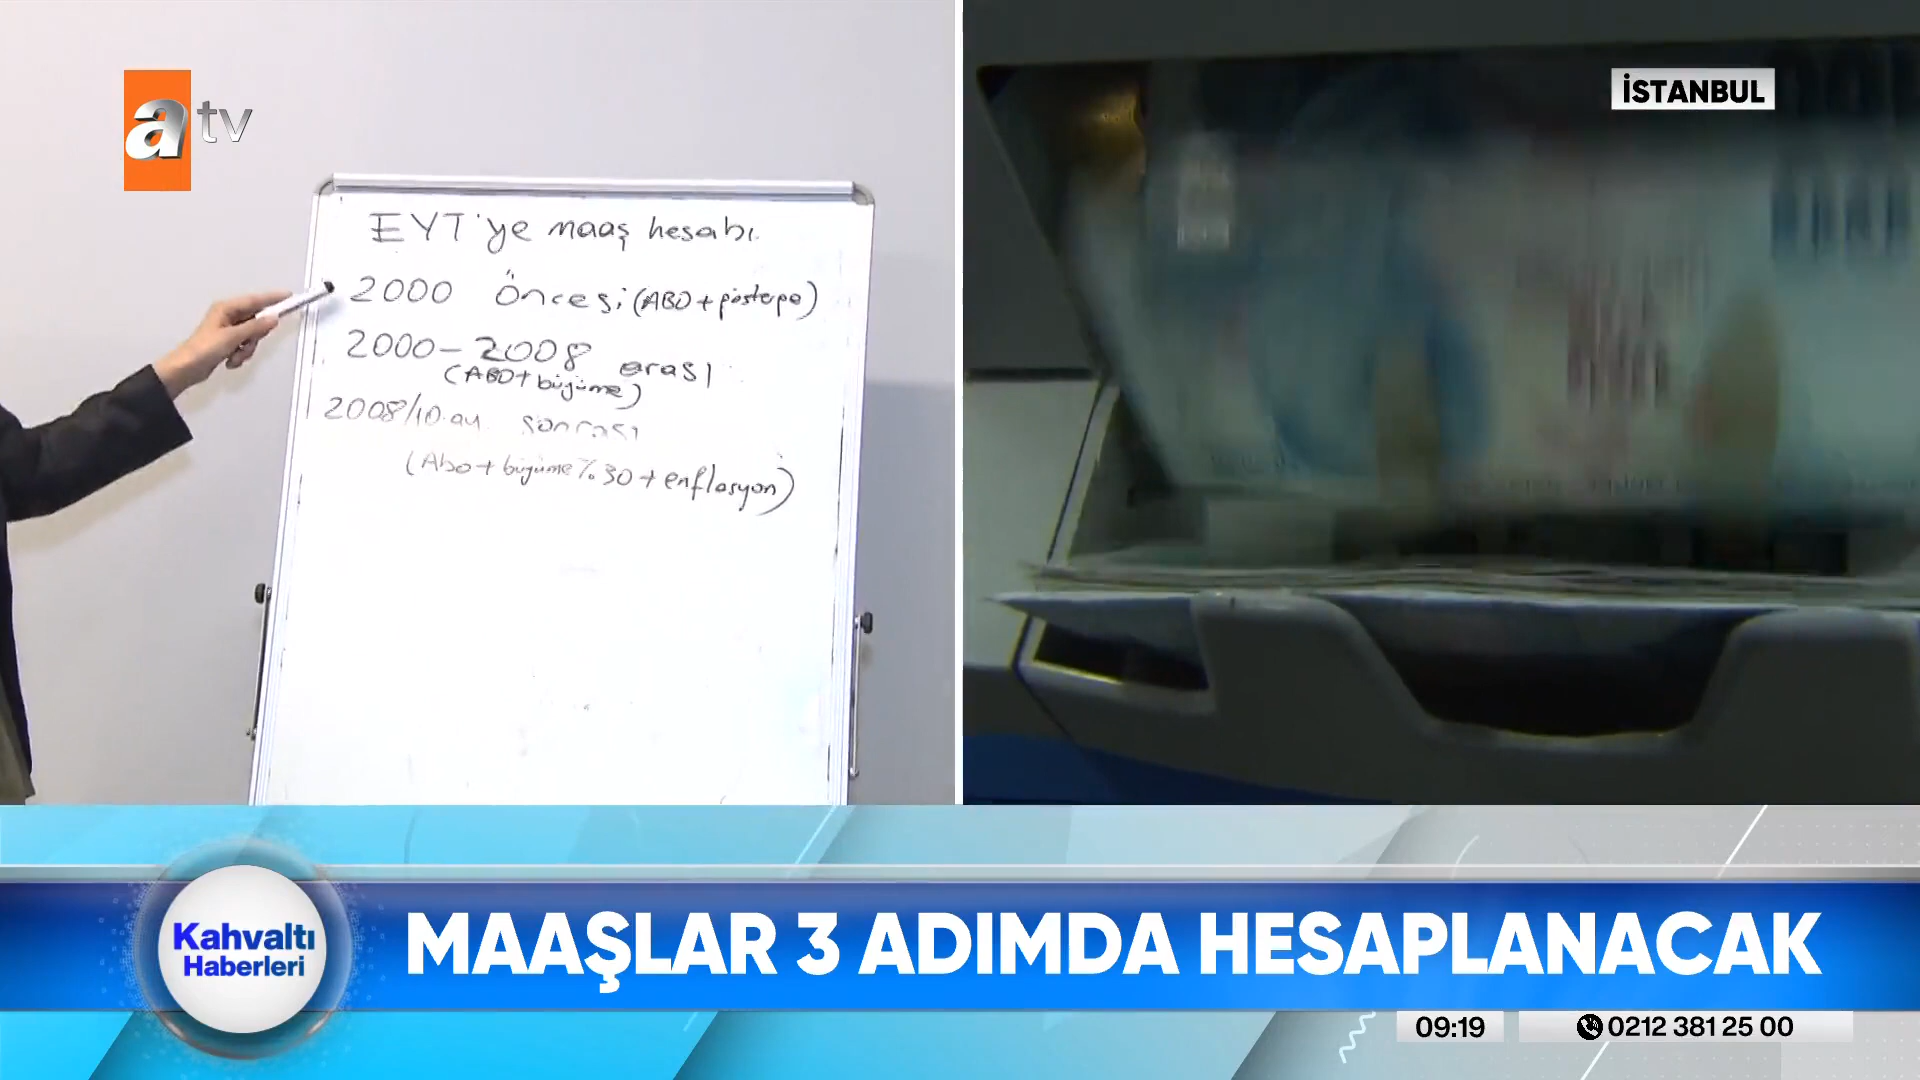 atv
İSTANBUL
EYT'ye maaş hesabı.
2000 Öncesi (ABO + gösterge)
2000-2008 arası
(ABO + büyüme)
2008/10.ay sonrası
(Abo + büyüme %30 + enflasyon)
Kahvaltı
Haberleri
MAAŞLAR 3 ADIMDA HESAPLANACAK
09:19
0212 381 25 00